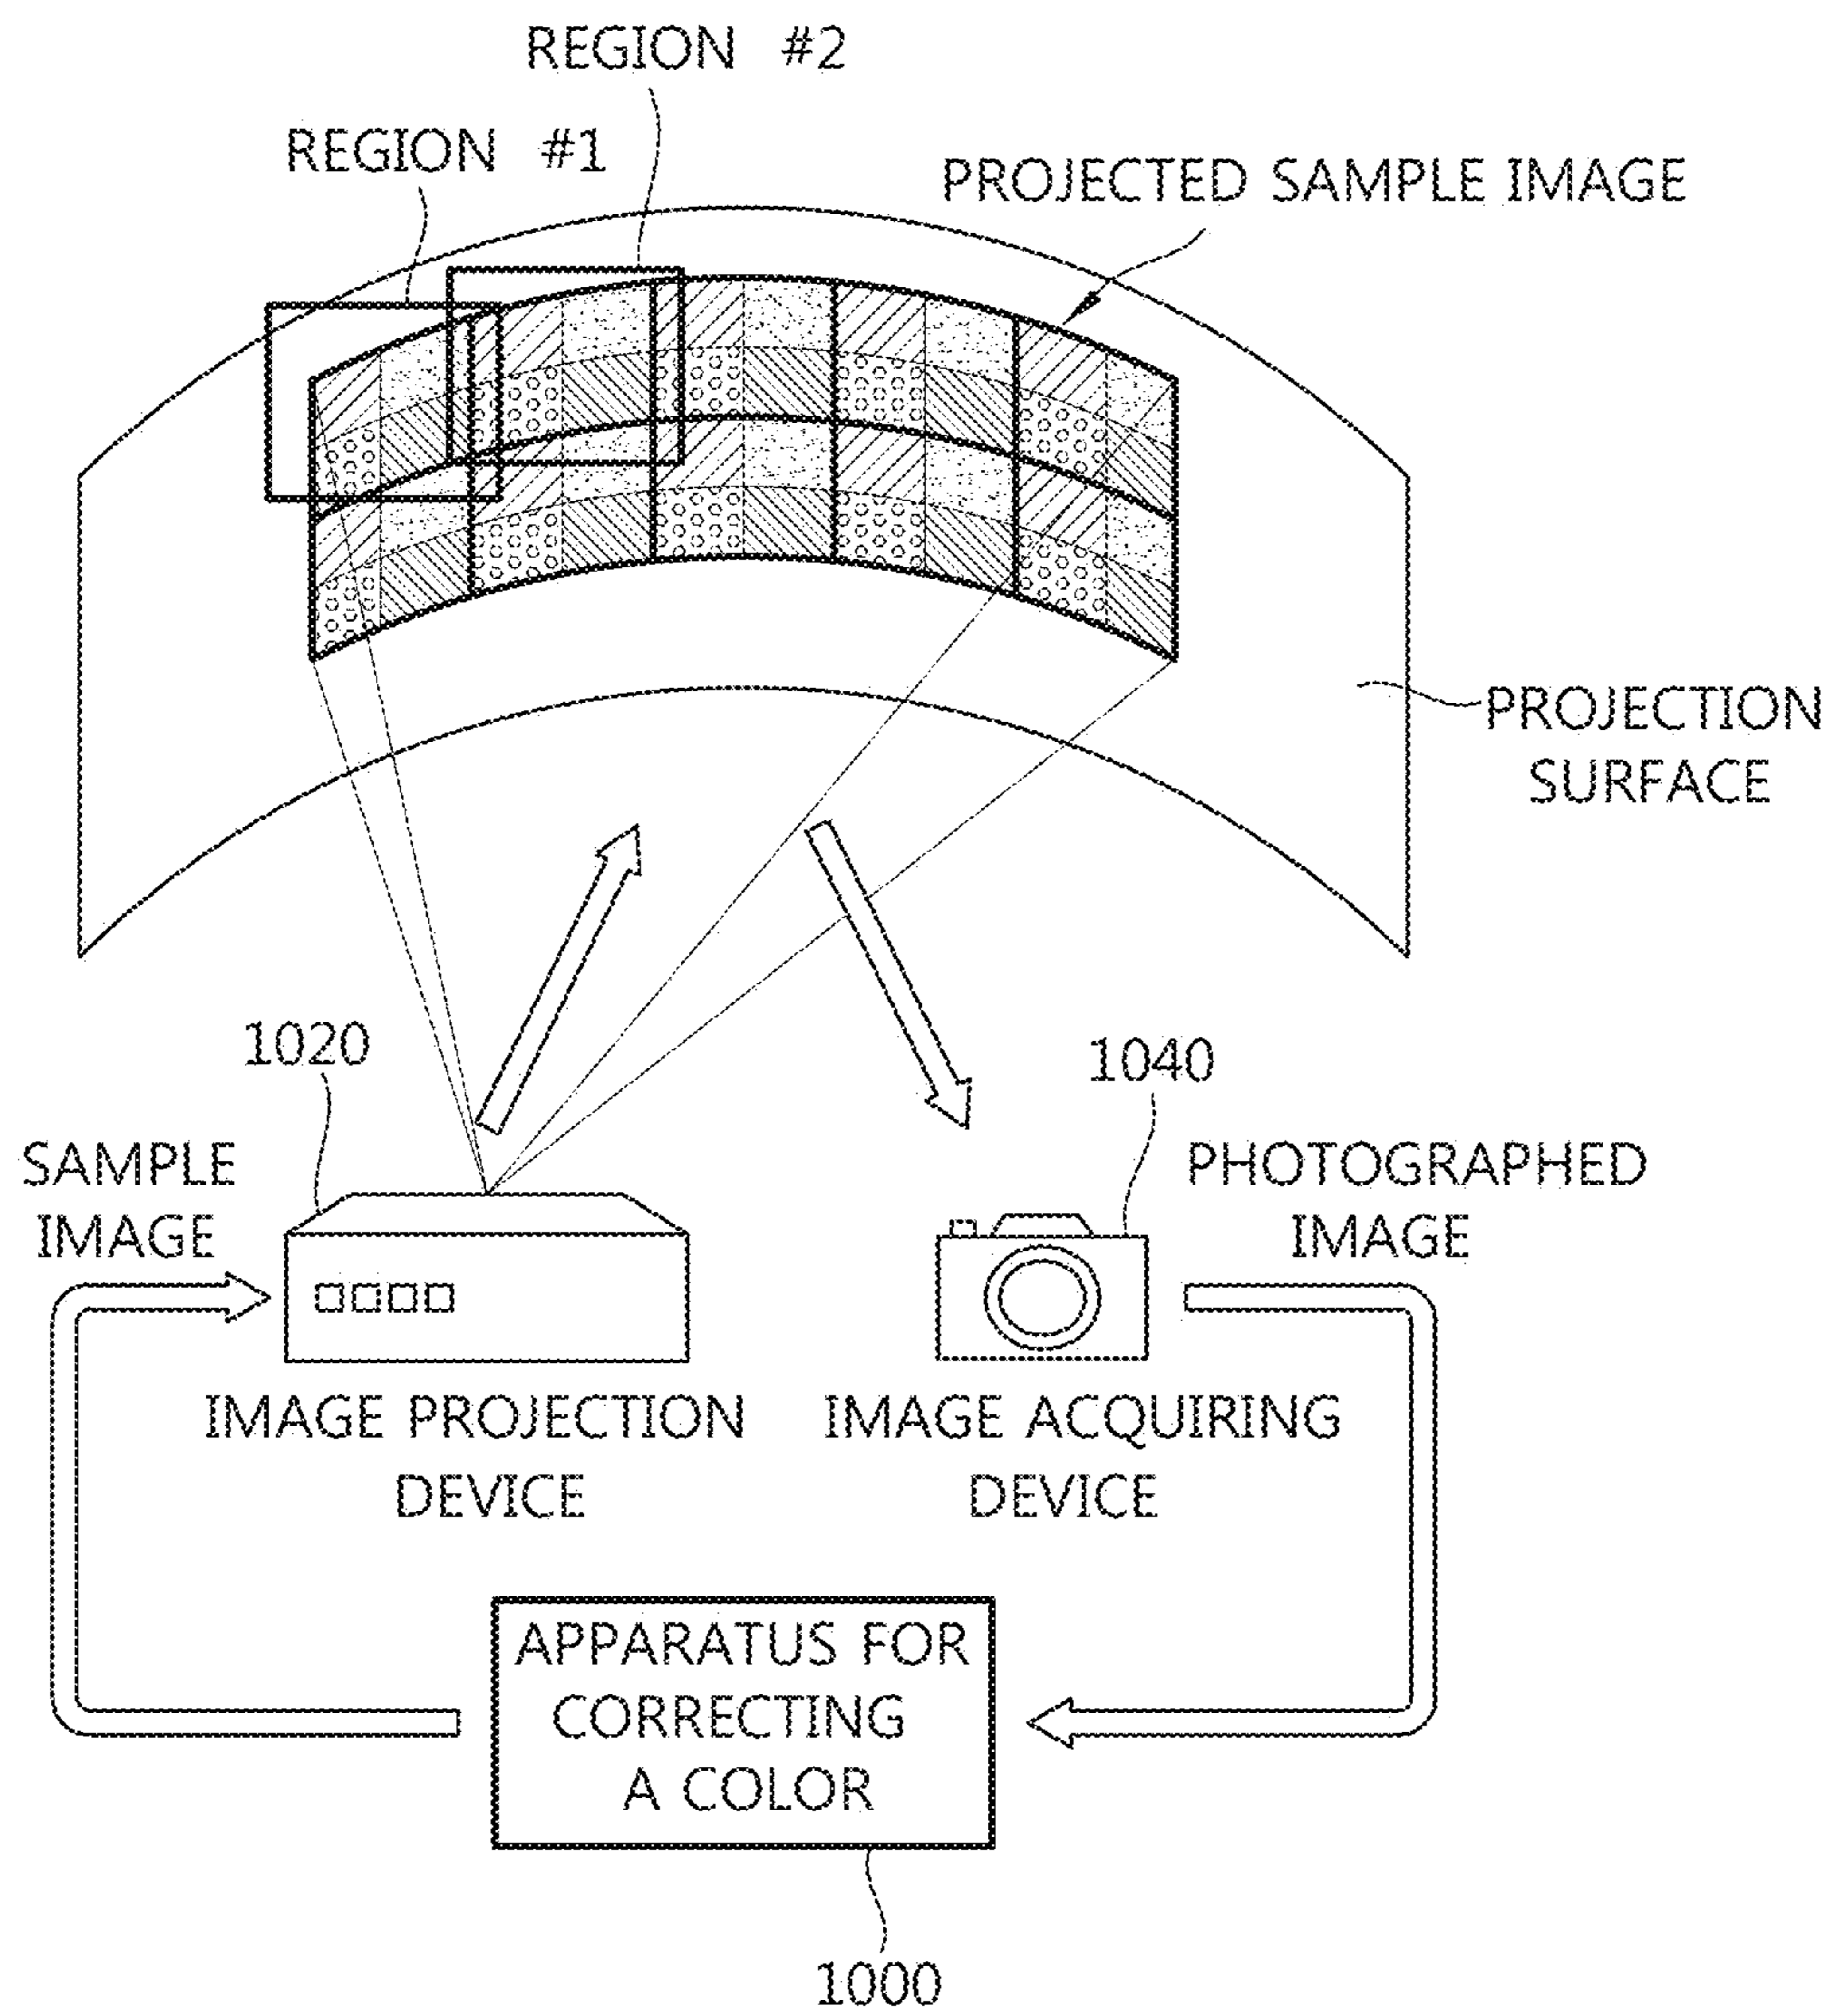 REGION #2
REGION #1
PROJECTED SAMPLE IMAGE
PROJECTION
SURFACE
1020
1040
SAMPLE
IMAGE
PHOTOGRAPHED
IMAGE
IMAGE PROJECTION
DEVICE
IMAGE ACQUIRING
DEVICE
APPARATUS FOR
CORRECTING
A COLOR
1000